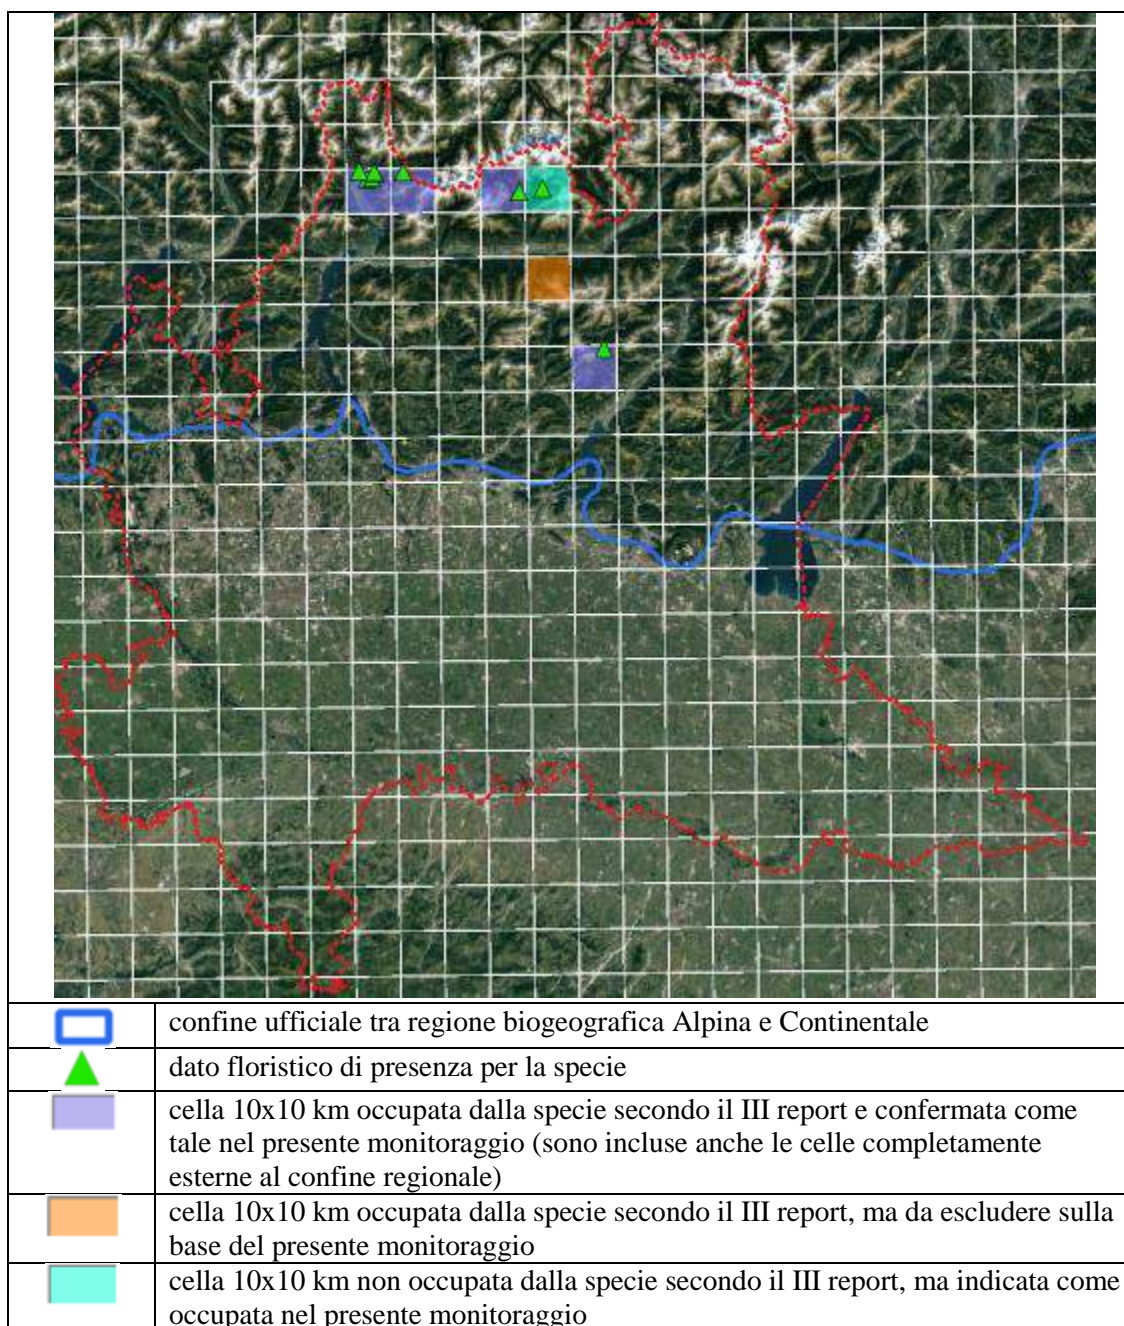 confine ufficiale tra regione biogeografica Alpina e Continentale
dato floristico di presenza per la specie
cella 10x10 km occupata dalla specie secondo il III report e confermata come
tale nel presente monitoraggio (sono incluse anche le celle completamente
esterne al confine regionale)
cella 10x10 km occupata dalla specie secondo il III report, ma da escludere sulla
base del presente monitoraggio
cella 10x10 km non occupata dalla specie secondo il III report, ma indicata come
occupata nel presente monitoraggio